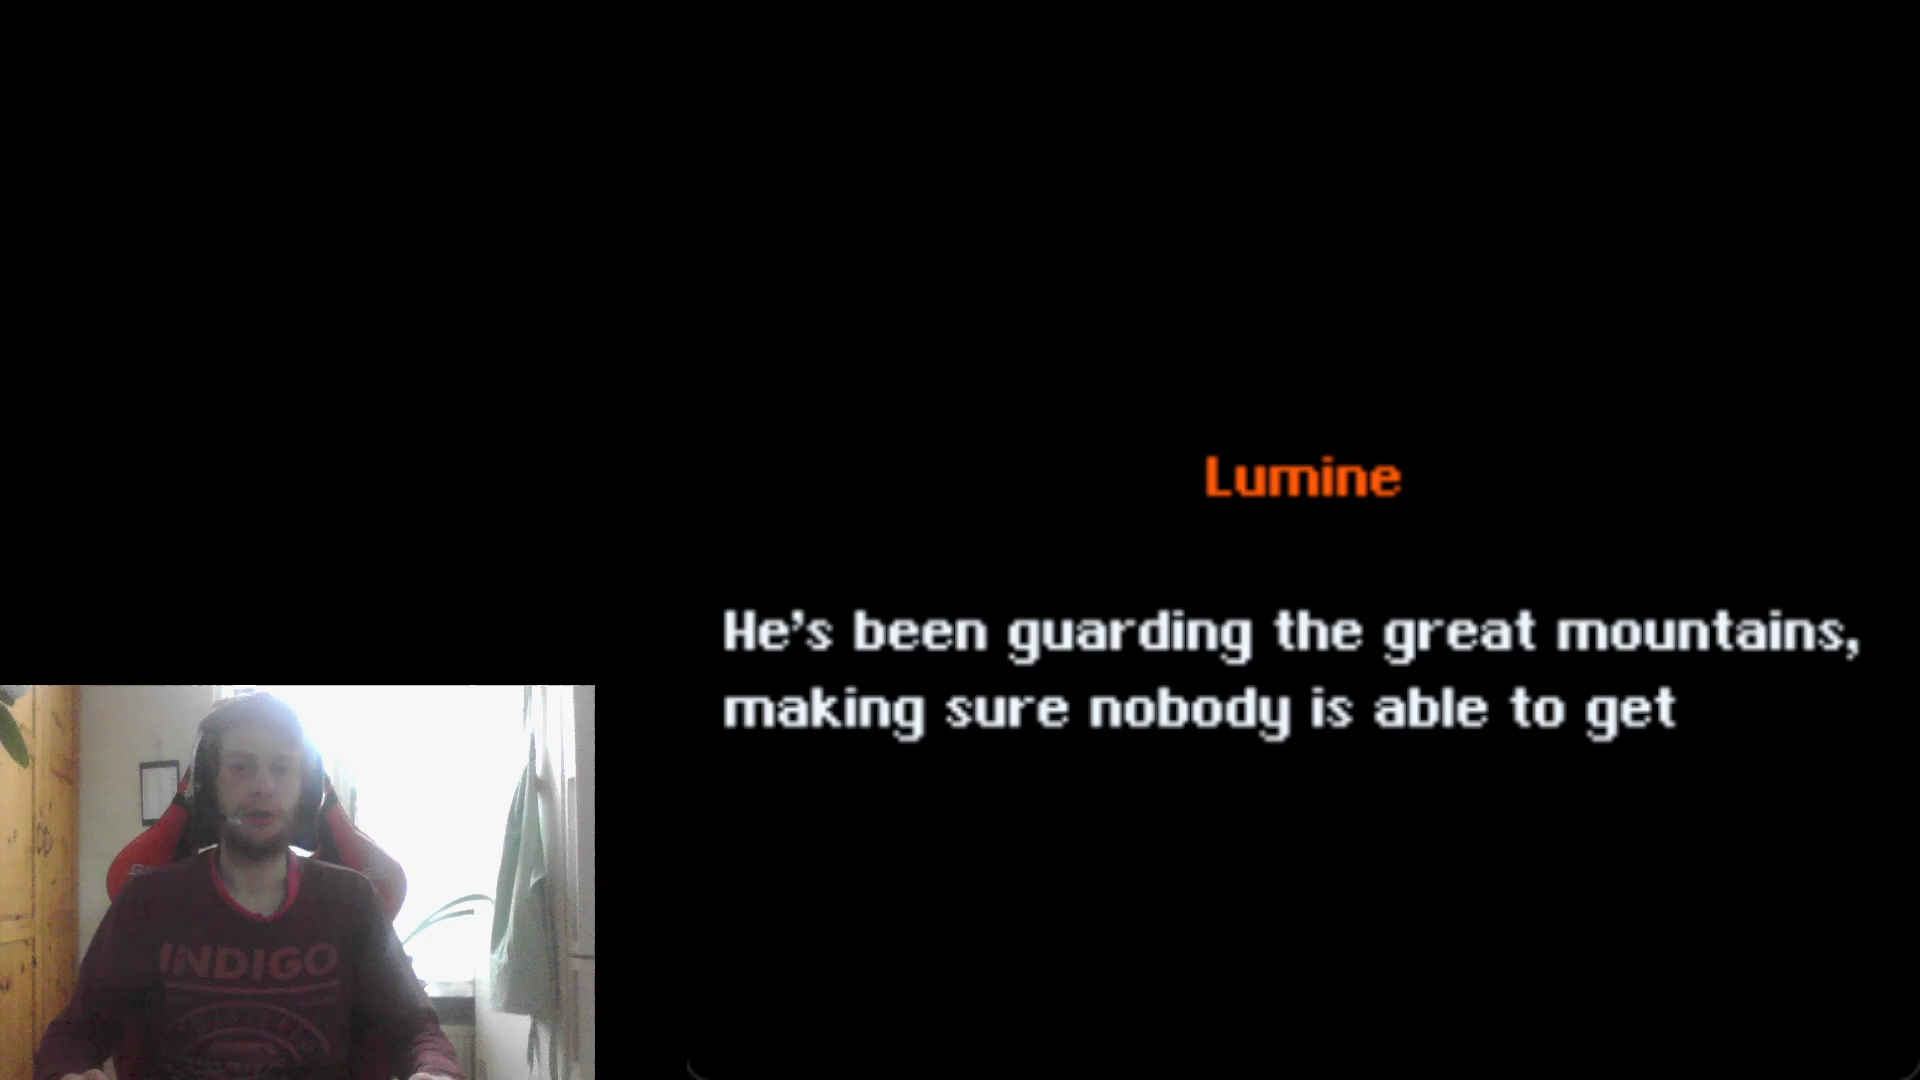 Lumine
He's been guarding the great mountains,
making sure nobody is able to get
INDIGO